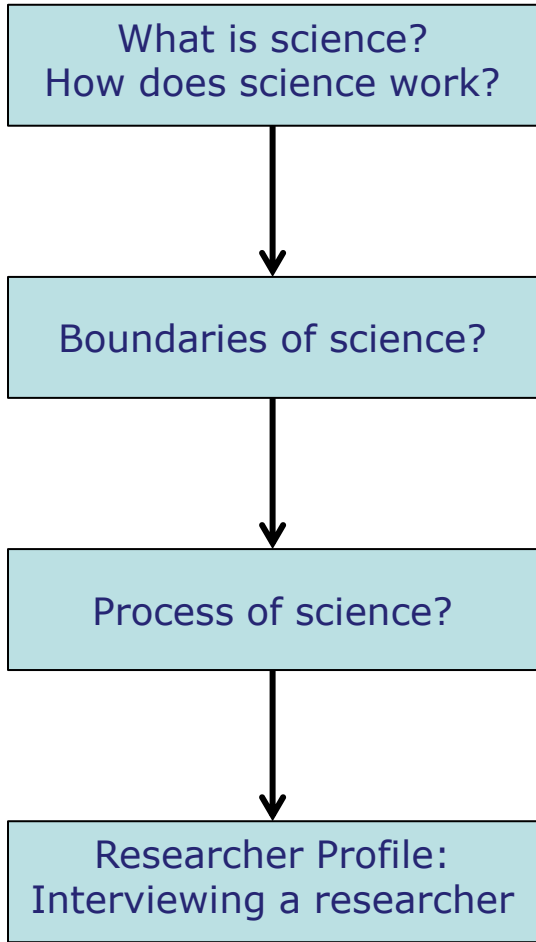 What is science?
How does science work?
Boundaries of science?
Process of science?
Researcher Profile:
Interviewing a researcher